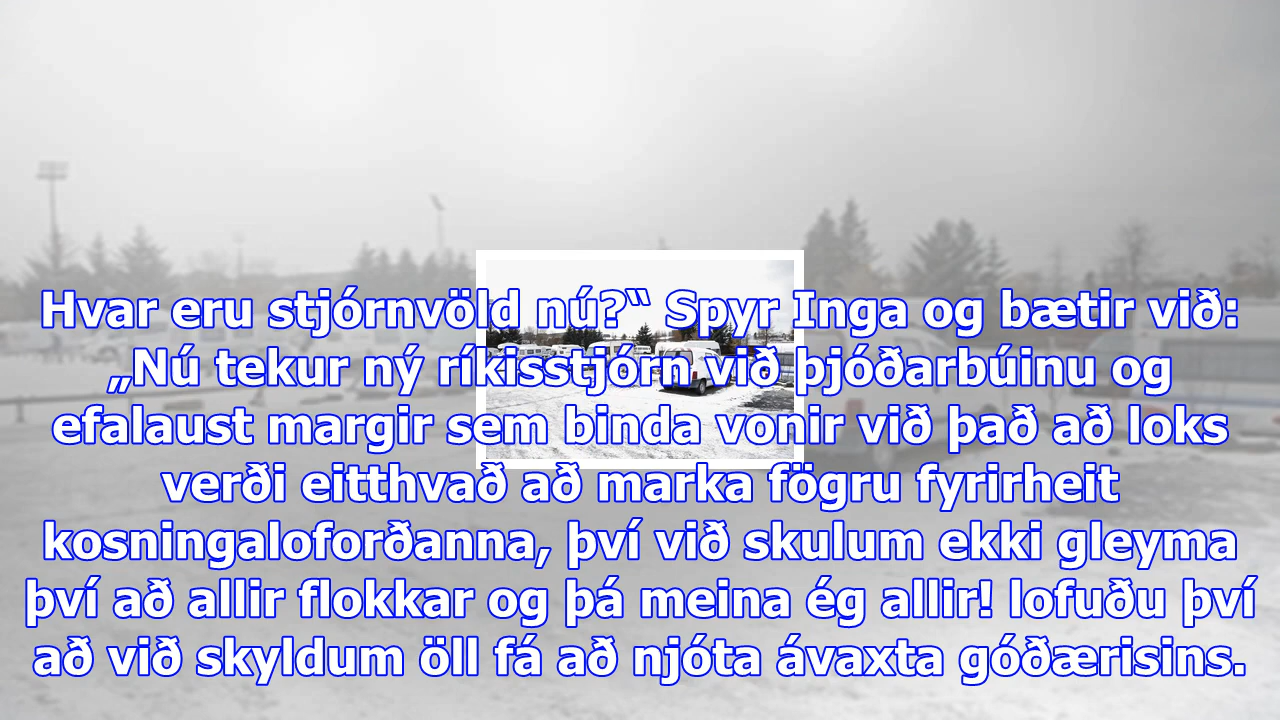 Hvar eru stjórnvöld nú?“ Spyr Inga og bætir við:
„Nú tekur ný ríkisstjórn við þjóðarbúinu og
efalaust margir sem binda vonir við það að loks
verði eitthvað að marka fögru fyrirheit
kosningaloforðanna, því við skulum ekki gleyma
því að allir flokkar og þá meina ég allir! lofuðu því
að við skyldum öll fá að njóta ávaxta góðærisins.